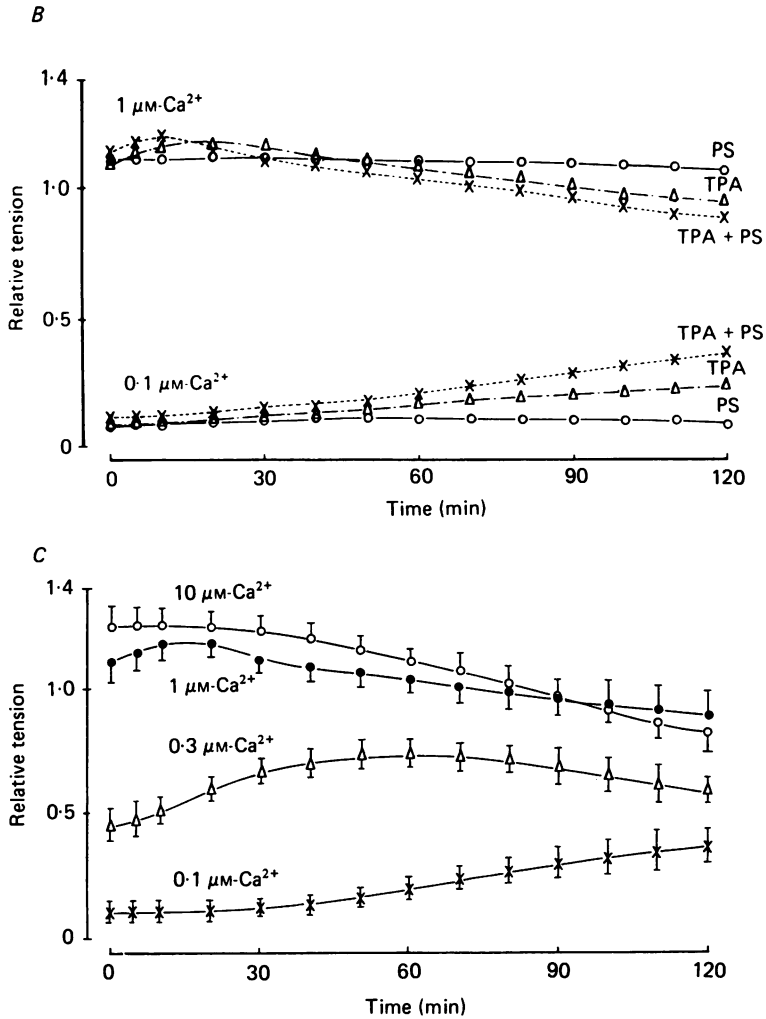 B
1·4
1 μM-Ca²⁺
PS
1·0
TPA
TPA + PS
Relative tension
0·5
TPA + PS
TPA
0·1 μM-Ca²⁺
PS
0
0 30 60 90 120
Time (min)
C
1·4
10 μM-Ca²⁺
1·0
1 μM-Ca²⁺
0·3 μM-Ca²⁺
Relative tension
0·5
0·1 μM-Ca²⁺
0
0 30 60 90 120
Time (min)